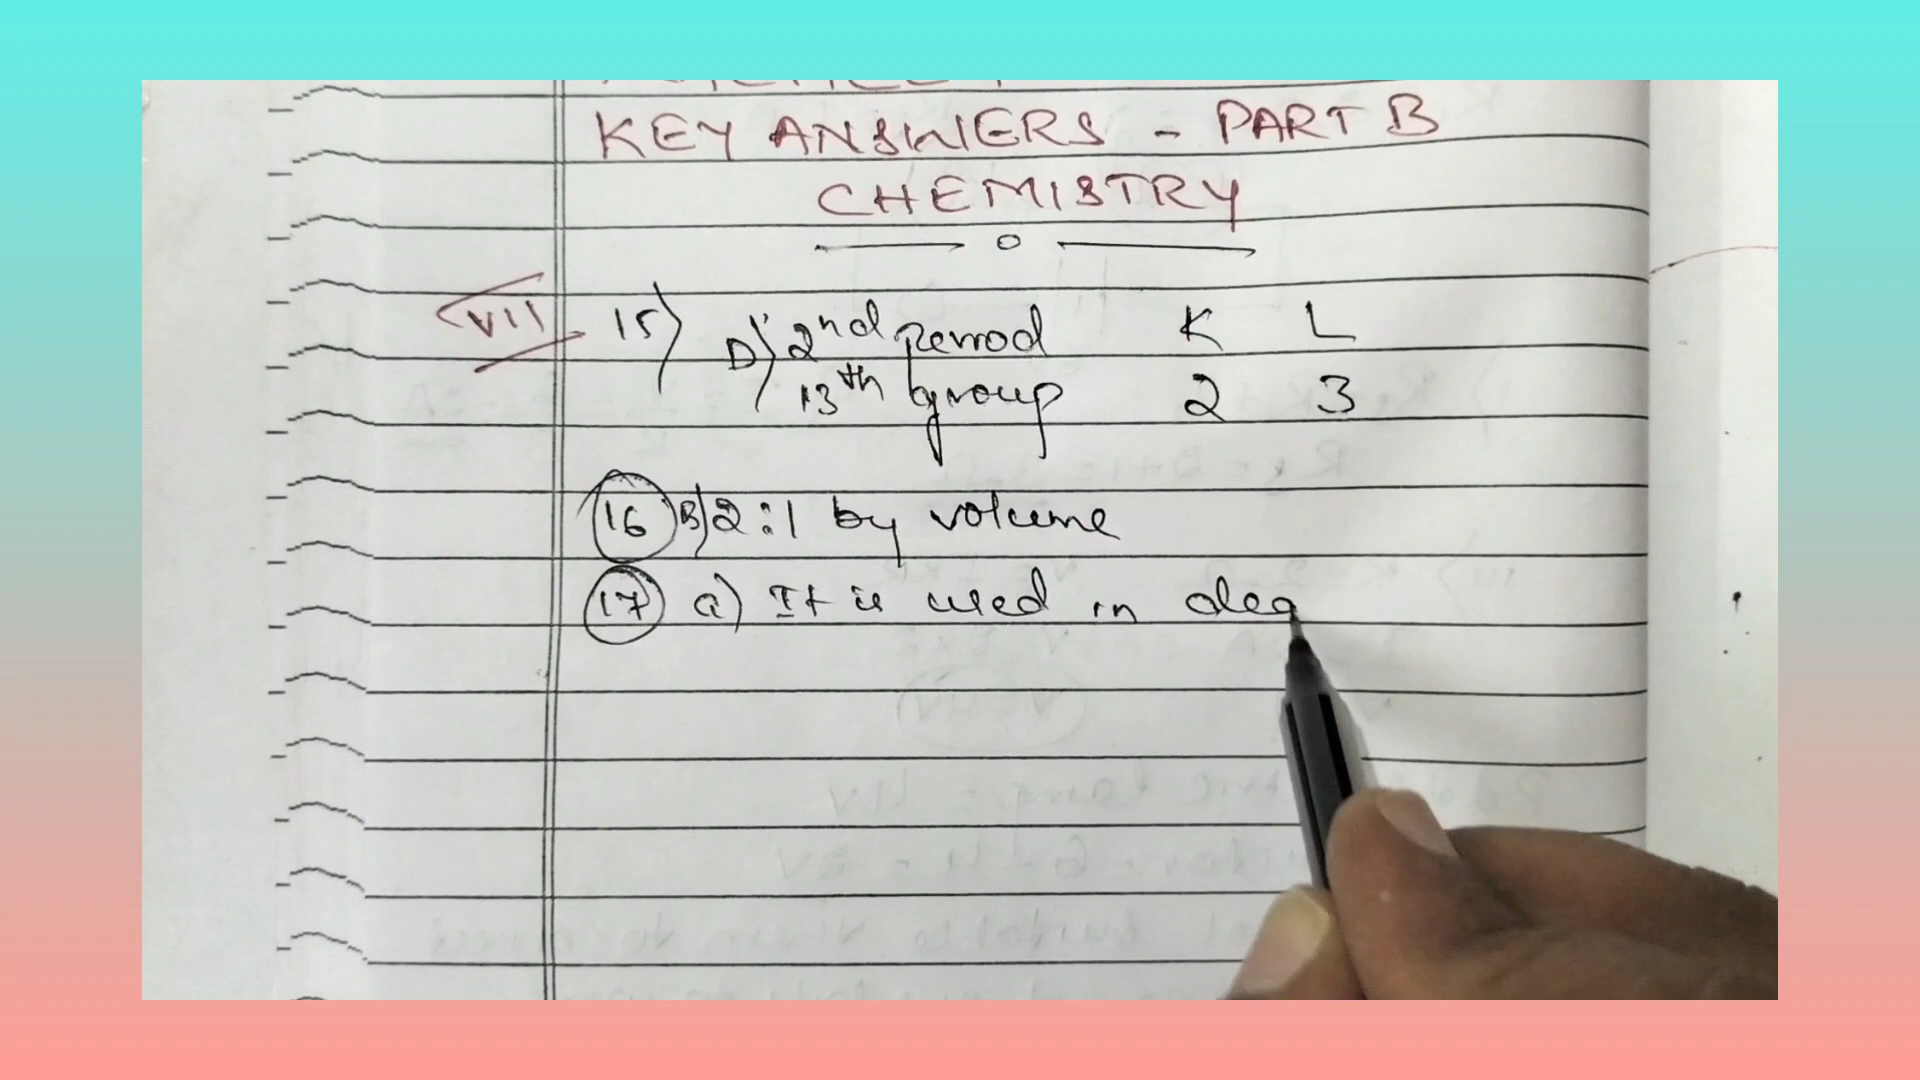 KEY ANSWERS - PART B
CHEMISTRY
VII 15) D) 2nd period K L
13th group 2 3
16 B) 2:1 by volume
17 a) It is used in deg